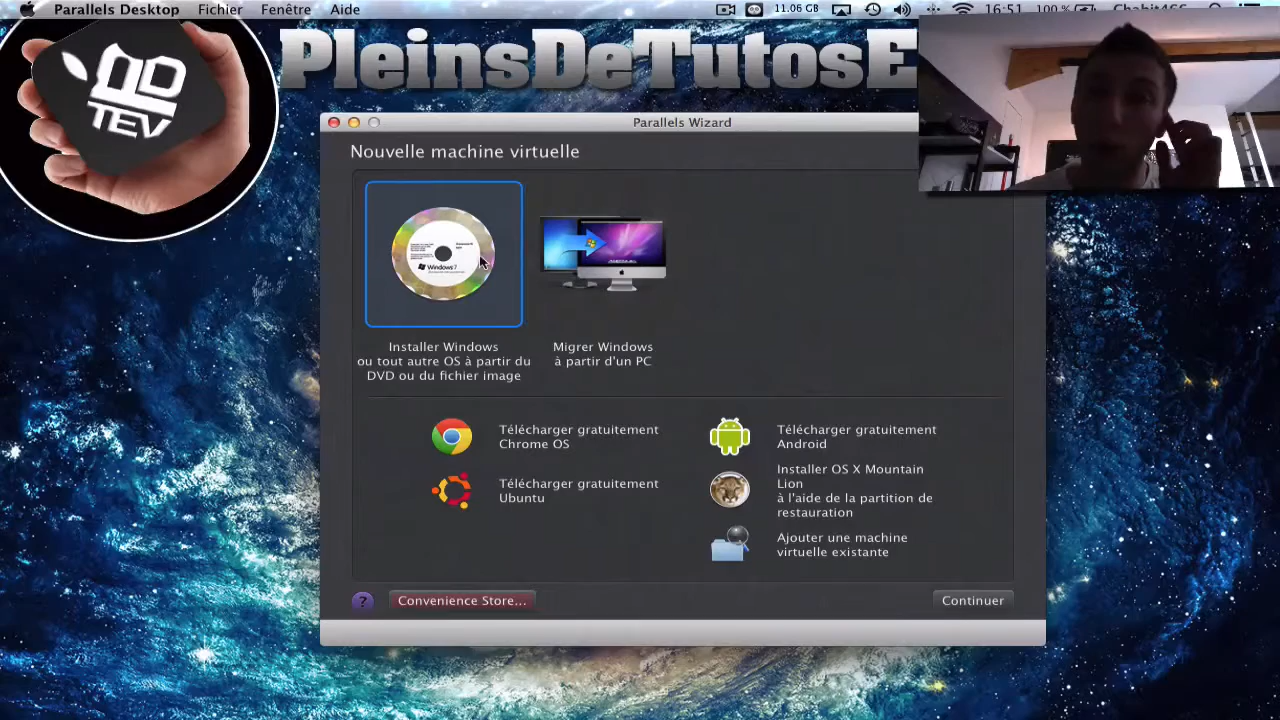 Parallels Desktop Fichier Fenêtre Aide
11.06 GB
16:51 100 % Chabit466
PleinsDeTutosE
TEV
Parallels Wizard
Nouvelle machine virtuelle
Windows 7
Installer Windows
ou tout autre OS à partir du
DVD ou du fichier image
Migrer Windows
à partir d'un PC
Télécharger gratuitement
Chrome OS
Télécharger gratuitement
Android
Télécharger gratuitement
Ubuntu
Installer OS X Mountain
Lion
à l'aide de la partition de
restauration
Ajouter une machine
virtuelle existante
?
Convenience Store...
Continuer